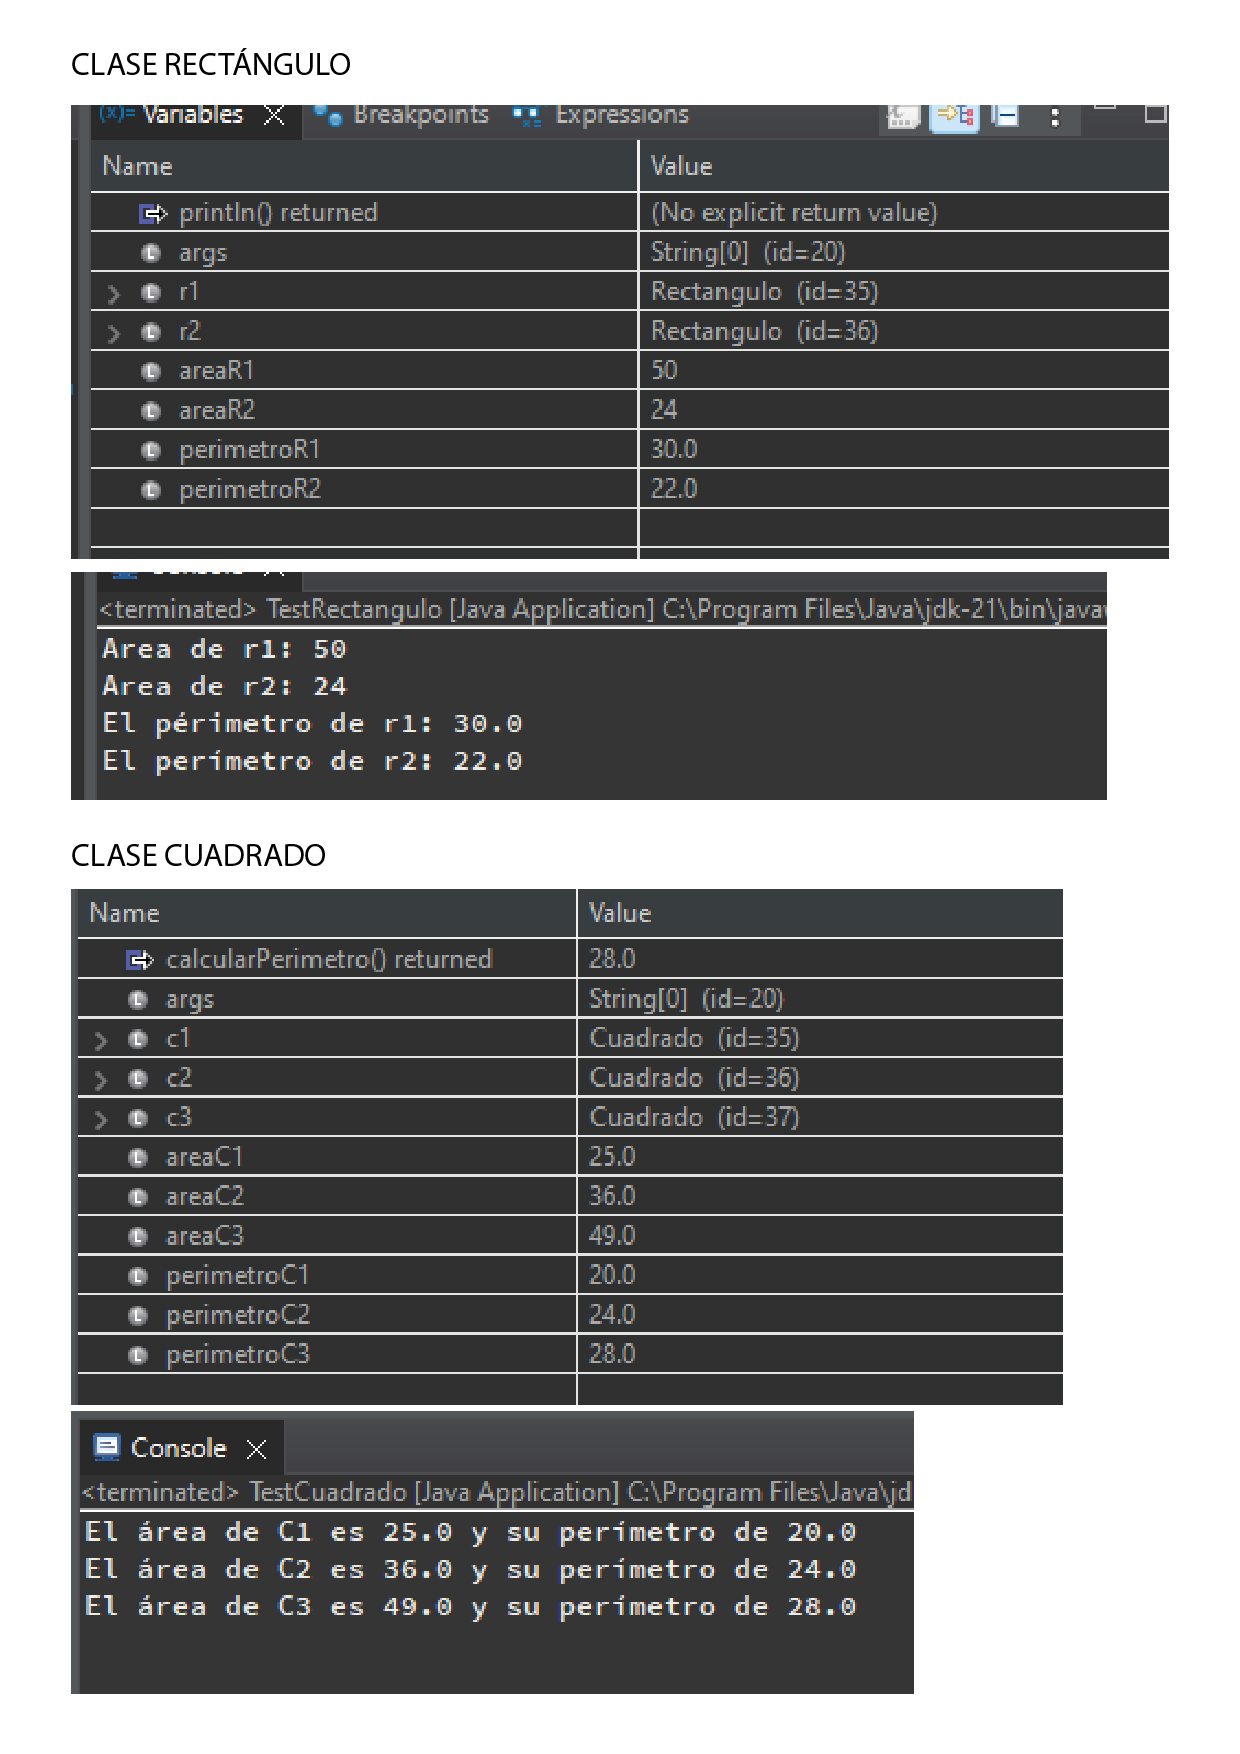 CLASE RECTÁNGULO
(x)= Variables Breakpoints Expressions
Name Value
println() returned (No explicit return value)
args String[0] (id=20)
r1 Rectangulo (id=35)
r2 Rectangulo (id=36)
areaR1 50
areaR2 24
perimetroR1 30.0
perimetroR2 22.0
<terminated> TestRectangulo [Java Application] C:\Program Files\Java\jdk-21\bin\java
Area de r1: 50
Area de r2: 24
El périmetro de r1: 30.0
El perímetro de r2: 22.0
CLASE CUADRADO
Name Value
calcularPerimetro() returned 28.0
args String[0] (id=20)
c1 Cuadrado (id=35)
c2 Cuadrado (id=36)
c3 Cuadrado (id=37)
areaC1 25.0
areaC2 36.0
areaC3 49.0
perimetroC1 20.0
perimetroC2 24.0
perimetroC3 28.0
Console
<terminated> TestCuadrado [Java Application] C:\Program Files\Java\jd
El área de C1 es 25.0 y su perímetro de 20.0
El área de C2 es 36.0 y su perímetro de 24.0
El área de C3 es 49.0 y su perímetro de 28.0